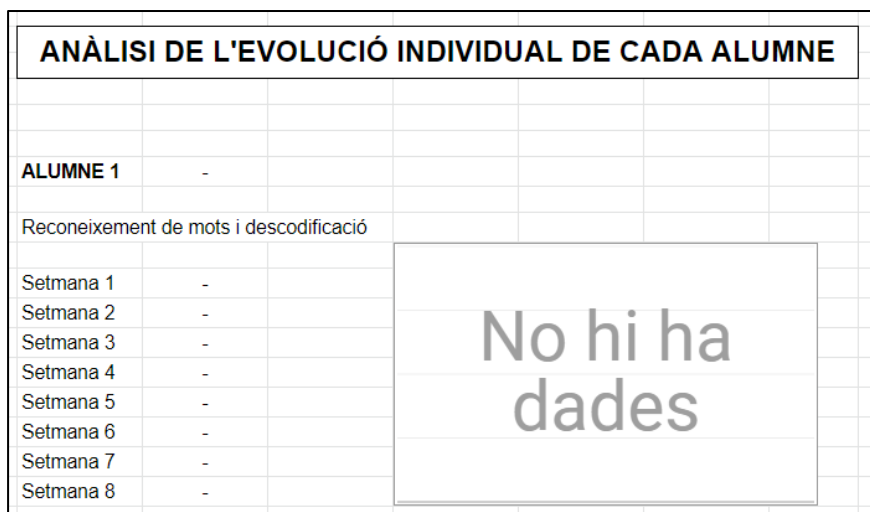 ANÀLISI DE L'EVOLUCIÓ INDIVIDUAL DE CADA ALUMNE
ALUMNE 1 -
Reconeixement de mots i descodificació
Setmana 1 -
Setmana 2 -
Setmana 3 -
Setmana 4 -
Setmana 5 -
Setmana 6 -
Setmana 7 -
Setmana 8 -
No hi ha
dades